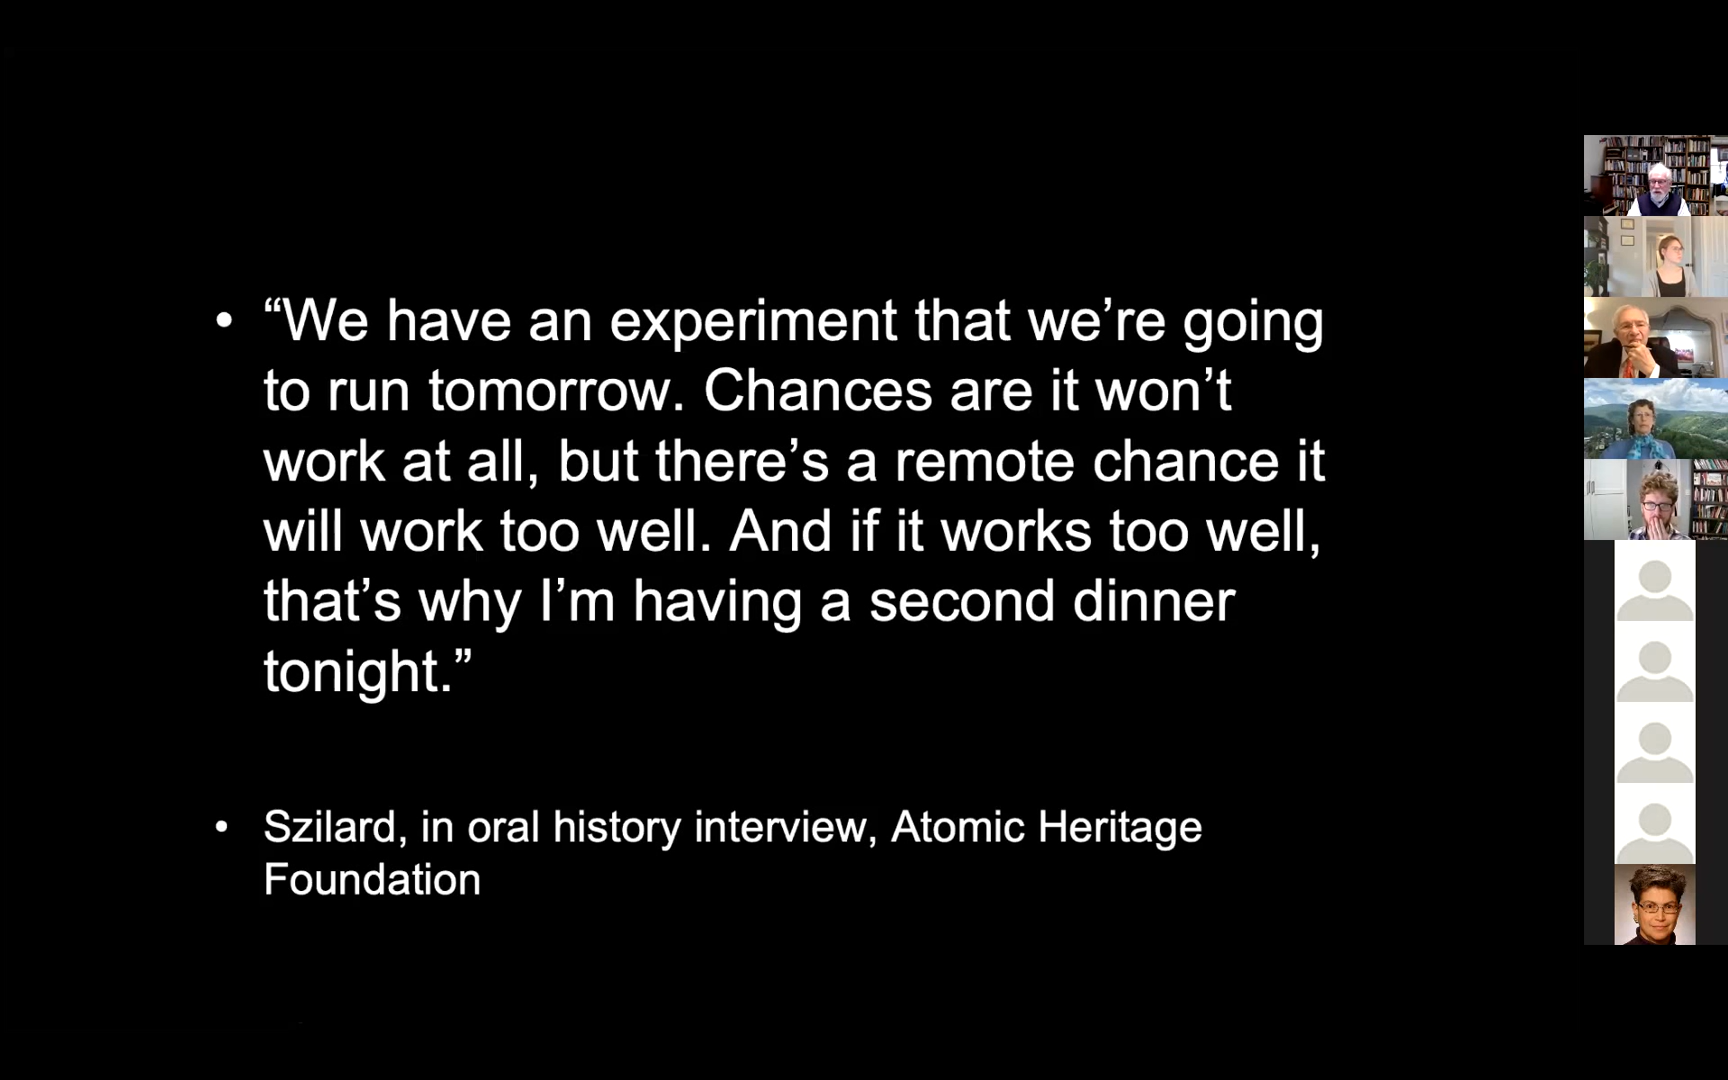 • “We have an experiment that we’re going
to run tomorrow. Chances are it won’t
work at all, but there’s a remote chance it
will work too well. And if it works too well,
that’s why I’m having a second dinner
tonight.”
• Szilard, in oral history interview, Atomic Heritage
Foundation